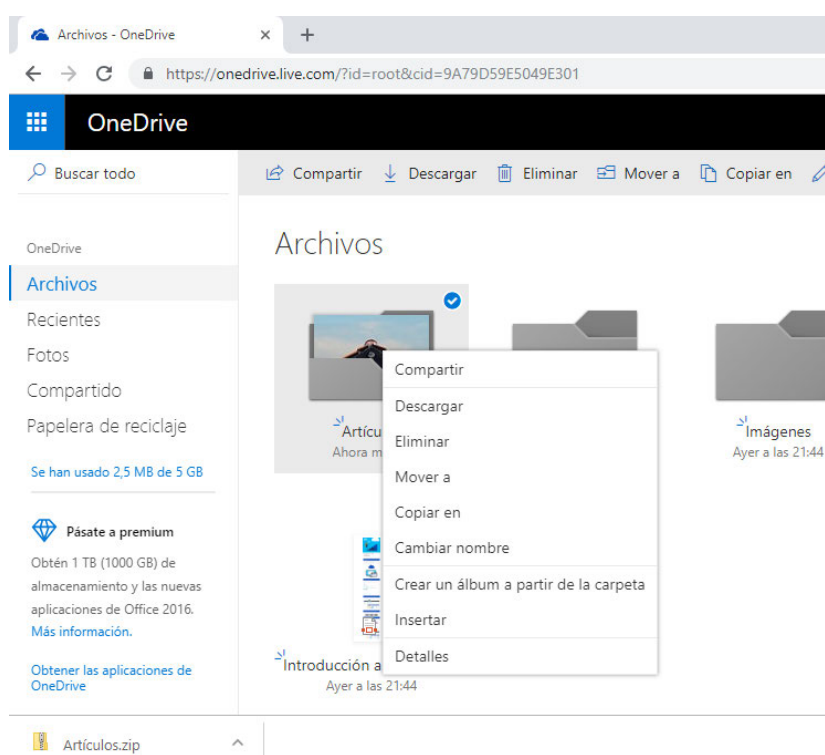 Archivos - OneDrive
https://onedrive.live.com/?id=root&cid=9A79D59E5049E301
OneDrive
Buscar todo
Compartir Descargar Eliminar Mover a Copiar en
OneDrive
Archivos
Recientes
Fotos
Compartido
Papelera de reciclaje
Se han usado 2,5 MB de 5 GB
Pásate a premium
Obtén 1 TB (1000 GB) de
almacenamiento y las nuevas
aplicaciones de Office 2016.
Más información.
Obtener las aplicaciones de
OneDrive
Archivos
Artícu
Ahora m
Compartir
Descargar
Eliminar
Mover a
Copiar en
Cambiar nombre
Crear un álbum a partir de la carpeta
Insertar
Detalles
Imágenes
Ayer a las 21:44
Introducción a
Ayer a las 21:44
Artículos.zip